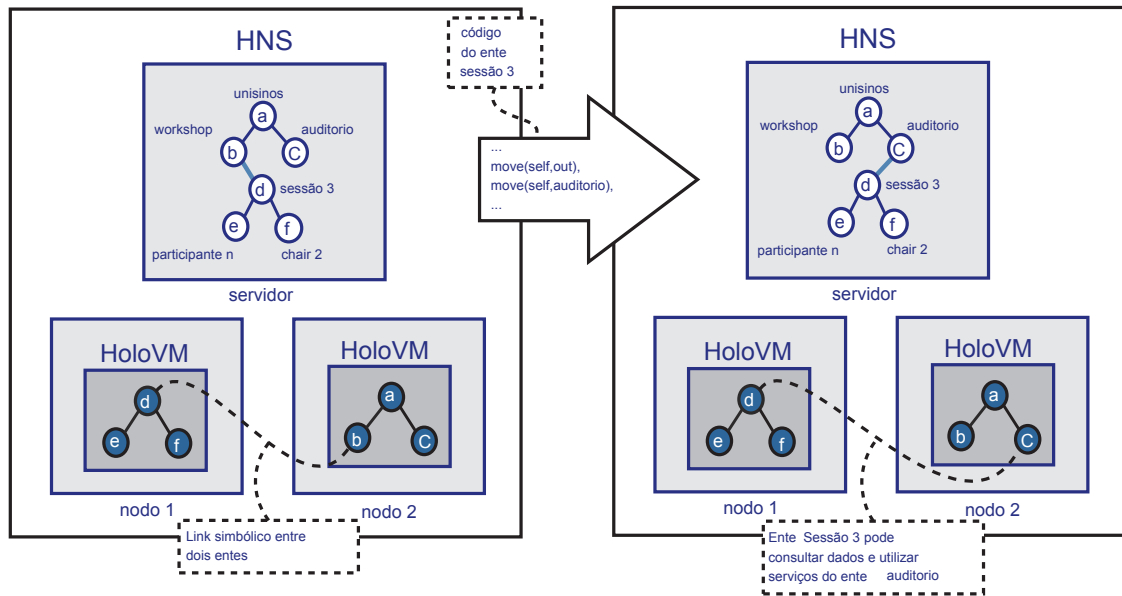 HNS
unisinos
a
workshop
auditorio
b
C
d
sessão 3
e
f
participante n
chair 2
servidor
HoloVM
d
e
f
nodo 1
HoloVM
a
b
C
nodo 2
Link simbólico entre
dois entes
código
do ente
sessão 3
...
move(self,out),
move(self,auditorio),
...
HNS
unisinos
a
workshop
auditorio
b
C
d
sessão 3
e
f
participante n
chair 2
servidor
HoloVM
d
e
f
nodo 1
HoloVM
a
b
C
nodo 2
Ente Sessão 3 pode
consultar dados e utilizar
serviços do ente auditorio